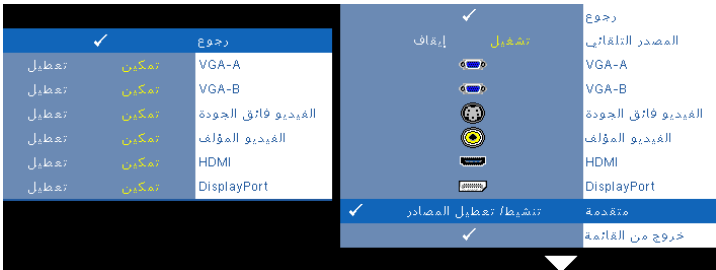 رجوع
المصدر التلقائي تشغيل إيقاف
VGA-A
VGA-B
الفيديو فائق الجودة
الفيديو المؤلف
HDMI
DisplayPort
متقدمة تنشيط/ تعطيل المصادر
خروج من القائمة
رجوع
VGA-A تمكين تعطيل
VGA-B تمكين تعطيل
الفيديو فائق الجودة تمكين تعطيل
الفيديو المؤلف تمكين تعطيل
HDMI تمكين تعطيل
DisplayPort تمكين تعطيل